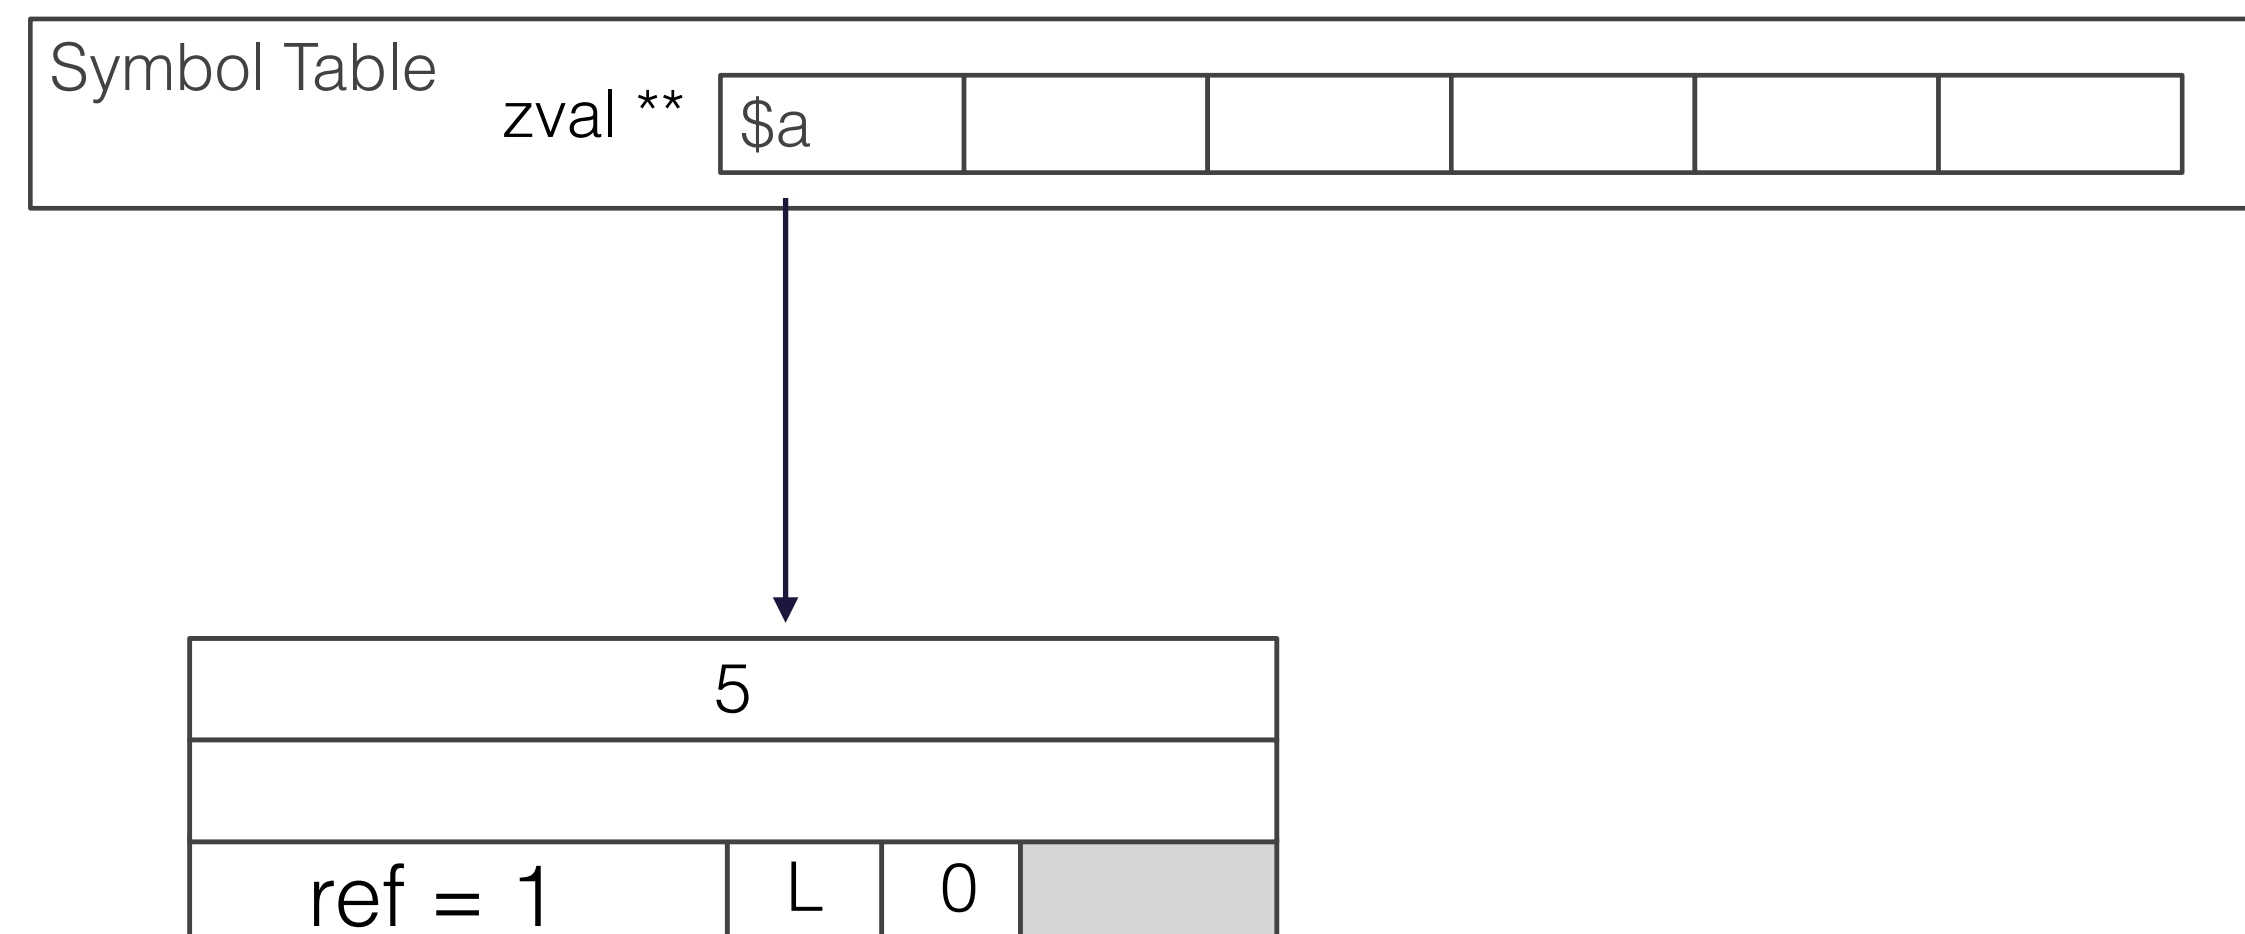 Symbol Table
zval ** $a
5
ref = 1 L 0